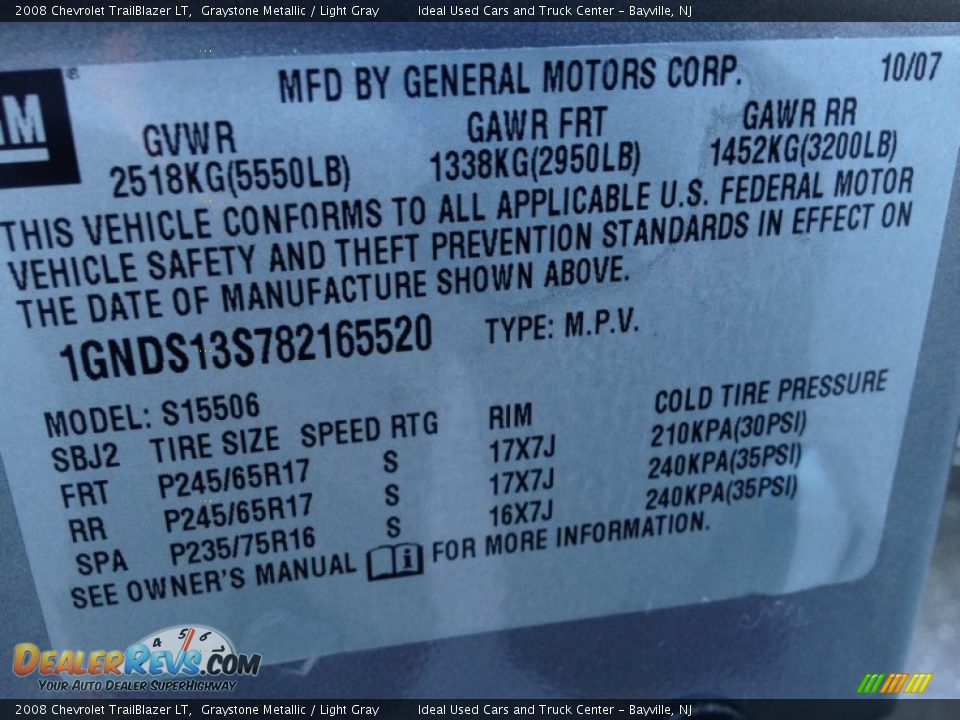 2008 Chevrolet TrailBlazer LT, Graystone Metallic / Light Gray Ideal Used Cars and Truck Center - Bayville, NJ
MFD BY GENERAL MOTORS CORP. 10/07
GM
GVWR GAWR FRT GAWR RR
2518KG(5550LB) 1338KG(2950LB) 1452KG(3200LB)
THIS VEHICLE CONFORMS TO ALL APPLICABLE U.S. FEDERAL MOTOR
VEHICLE SAFETY AND THEFT PREVENTION STANDARDS IN EFFECT ON
THE DATE OF MANUFACTURE SHOWN ABOVE.
1GNDS13S782165520 TYPE: M.P.V.
MODEL: S15506
SBJ2 TIRE SIZE SPEED RTG RIM COLD TIRE PRESSURE
FRT P245/65R17 S 17X7J 210KPA(30PSI)
RR P245/65R17 S 17X7J 240KPA(35PSI)
SPA P235/75R16 S 16X7J 240KPA(35PSI)
SEE OWNER'S MANUAL FOR MORE INFORMATION.
4 5 6
DEALERREVS.COM
YOUR AUTO DEALER SUPERHIGHWAY
2008 Chevrolet TrailBlazer LT, Graystone Metallic / Light Gray Ideal Used Cars and Truck Center - Bayville, NJ